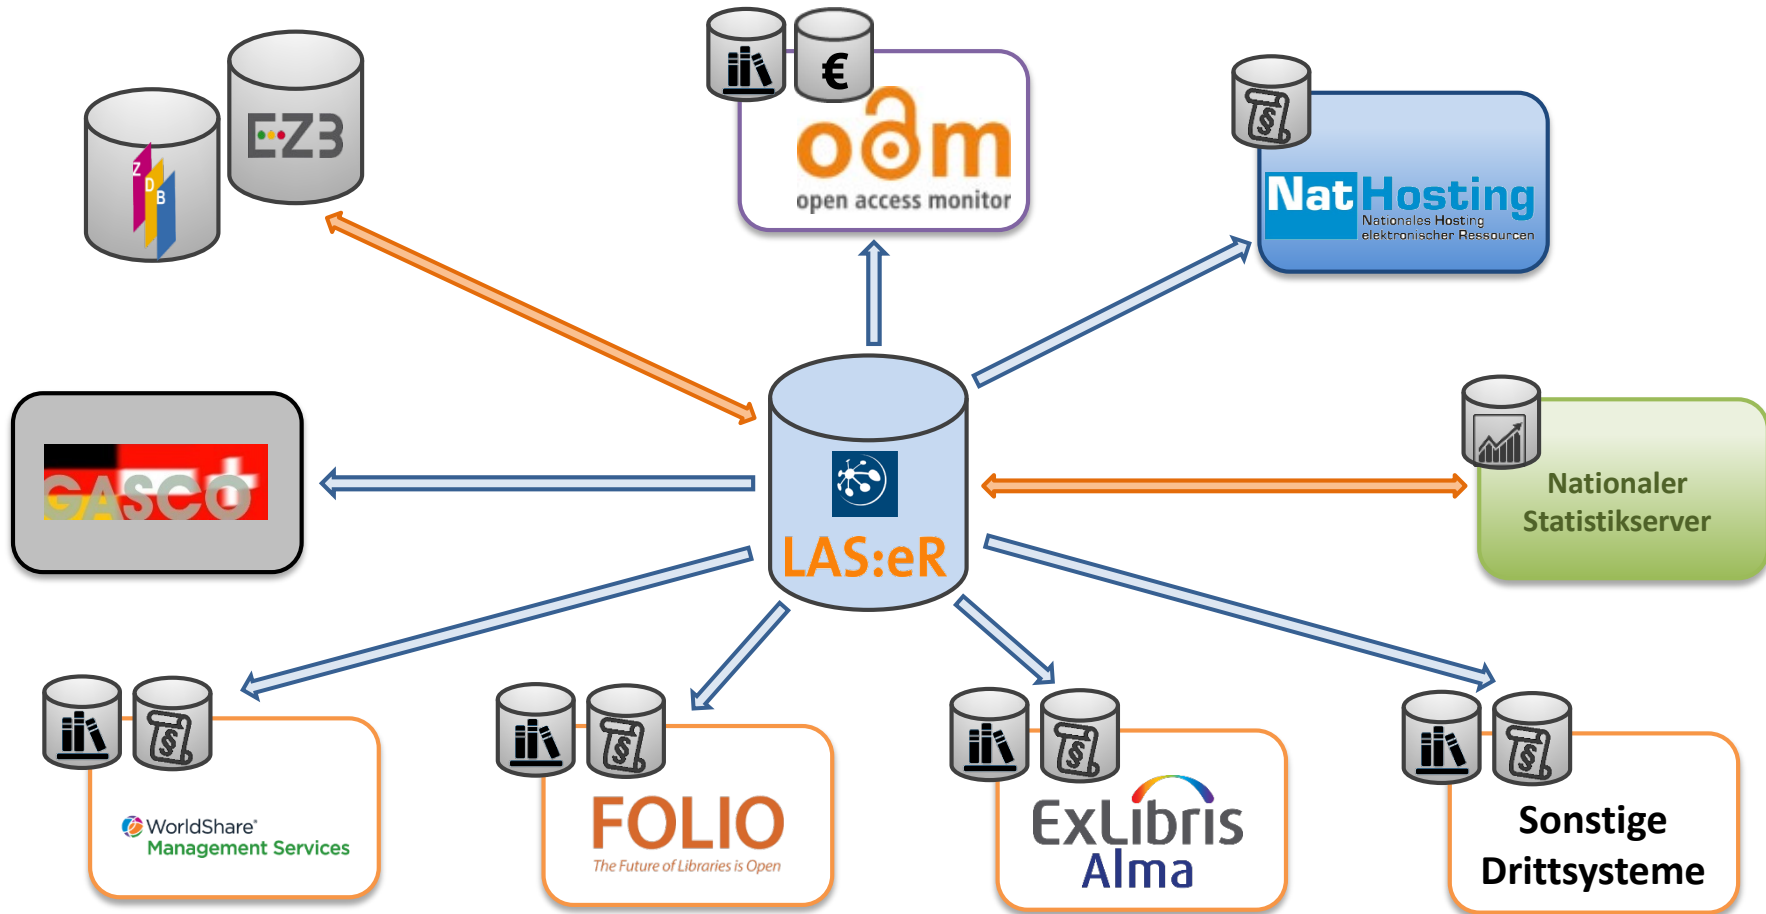 Z
D
B
EZB
€
oam
open access monitor
§
NatHosting
Nationales Hosting
elektronischer Ressourcen
GASCO
LAS:eR
Nationaler
Statistikserver
§
WorldShare®
Management Services
§
FOLIO
The Future of Libraries is Open
§
ExLibris
Alma
§
Sonstige
Drittsysteme